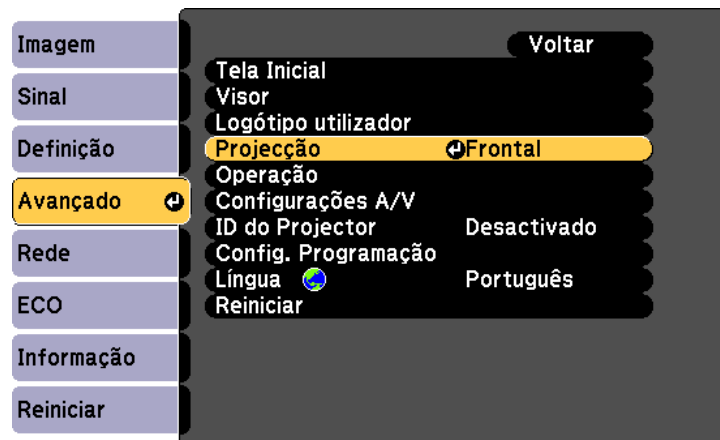 Imagem
Sinal
Definição
Avançado
Rede
ECO
Informação
Reiniciar
Voltar
Tela Inicial
Visor
Logótipo utilizador
Projecção Frontal
Operação
Configurações A/V
ID do Projector Desactivado
Config. Programação
Língua Português
Reiniciar